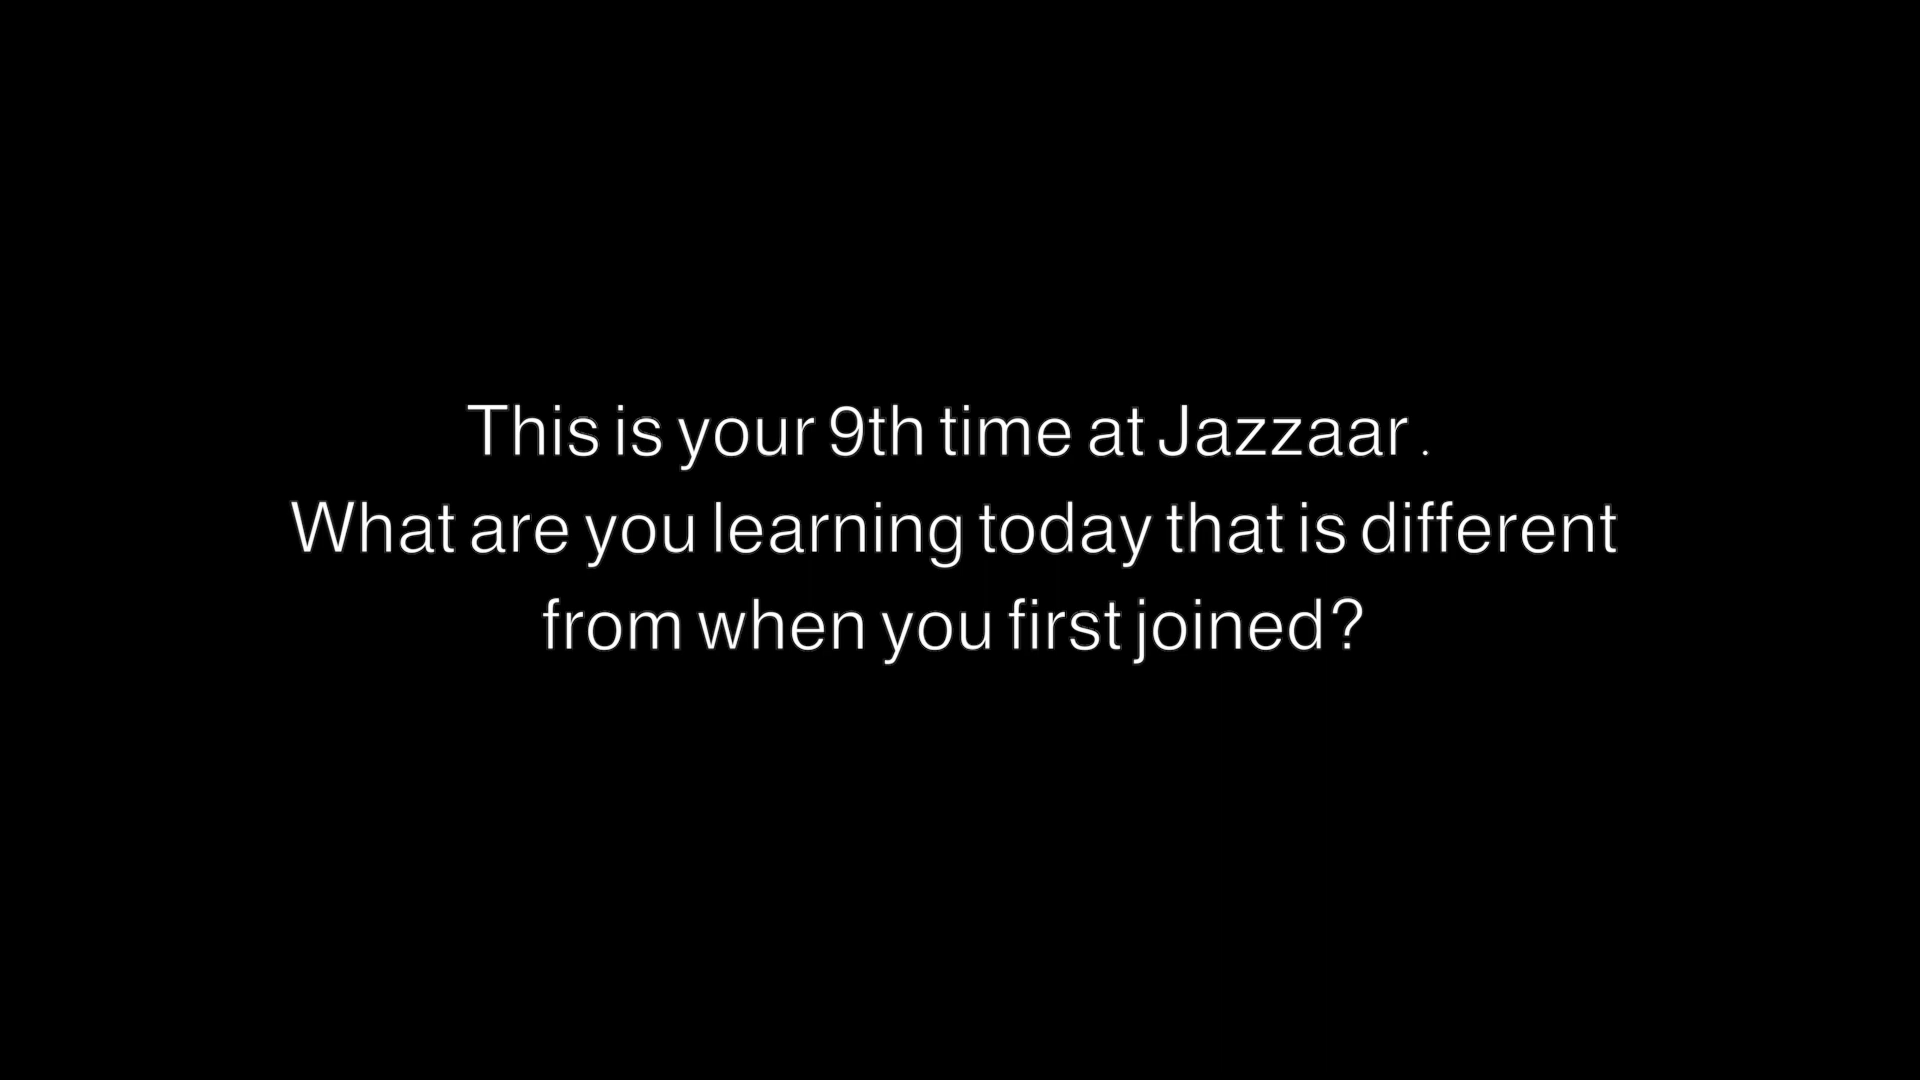 This is your 9th time at Jazzaar .
What are you learning today that is different
from when you first joined?